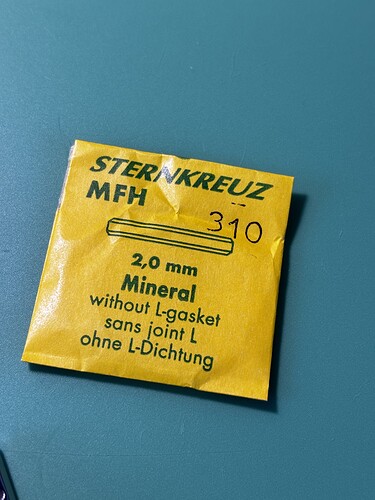 STERNKREUZ
MFH
310
2,0 mm
Mineral
without L-gasket
sans joint L
ohne L-Dichtung